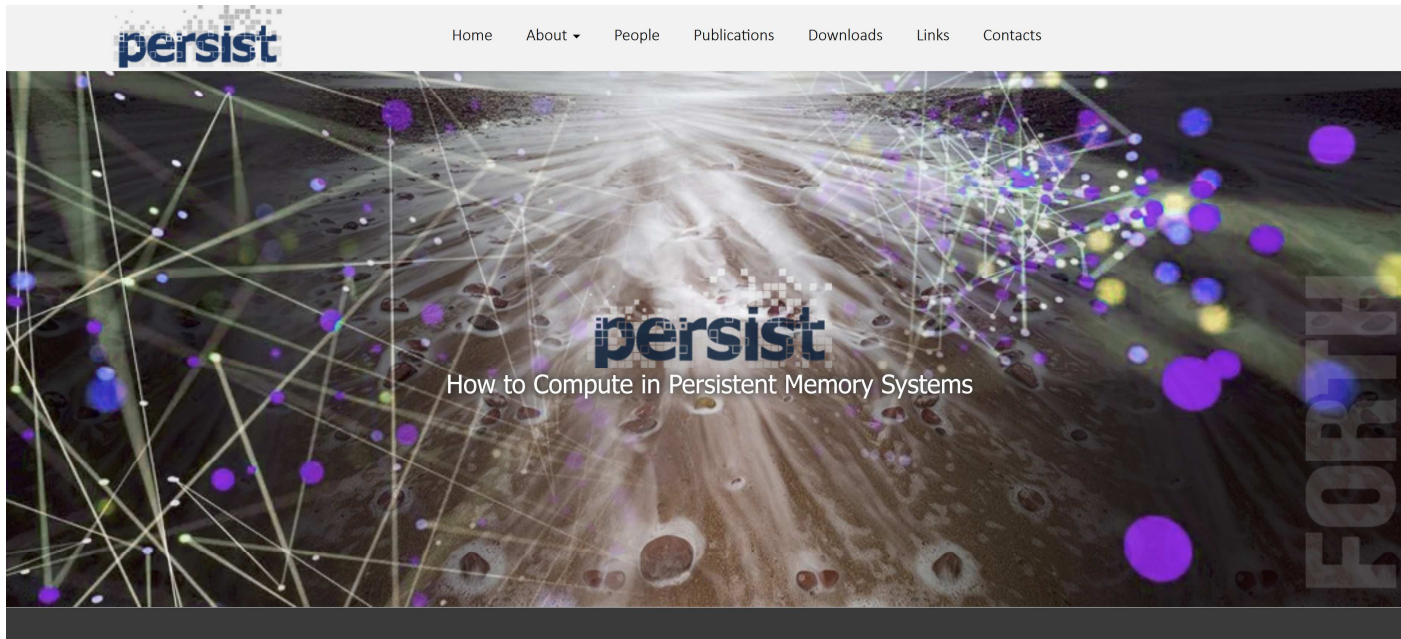 persist
Home About People Publications Downloads Links Contacts
persist
How to Compute in Persistent Memory Systems
FORTH